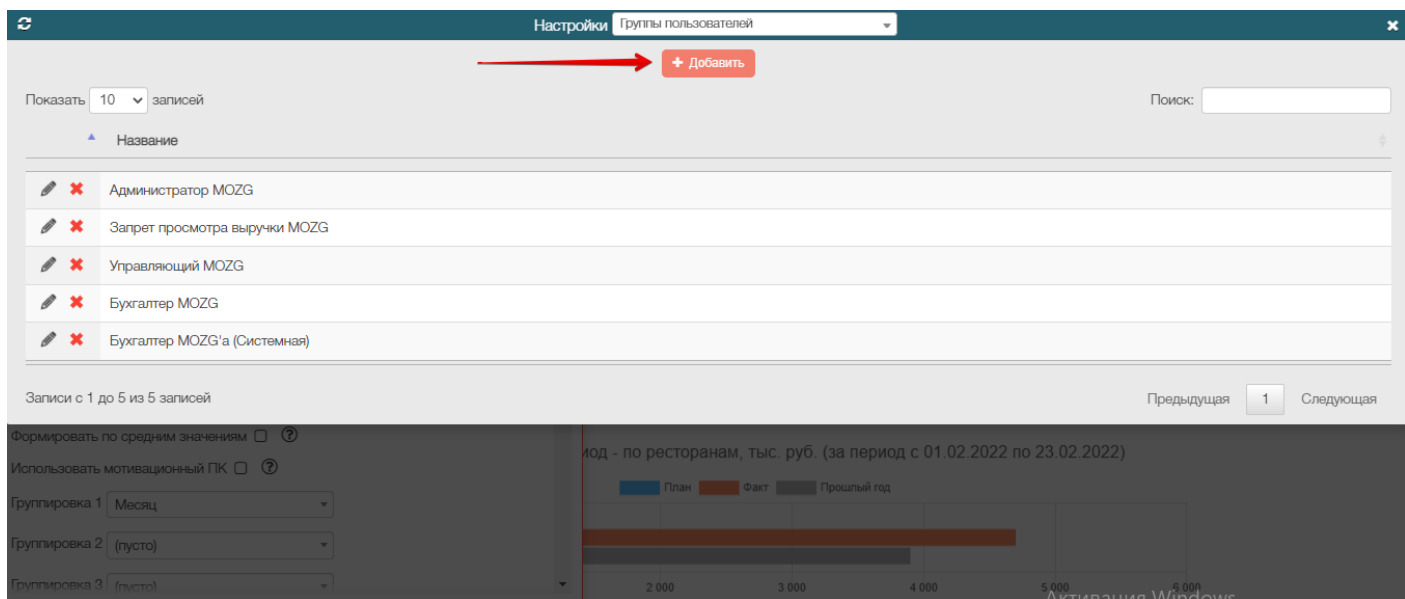 Настройки Группы пользователей
+ Добавить
Показать 10 записей Поиск:
Название
Администратор MOZG
Запрет просмотра выручки MOZG
Управляющий MOZG
Бухгалтер MOZG
Бухгалтер MOZG'а (Системная)
Записи с 1 до 5 из 5 записей Предыдущая 1 Следующая
Формировать по средним значениям ?
иод - по ресторанам, тыс. руб. (за период с 01.02.2022 по 23.02.2022)
Использовать мотивационный ПК ?
План Факт Прошлый год
Группировка 1 Месяц
Группировка 2 (пусто)
Группировка 3 (пусто)
2 000 3 000 4 000 5 000 6 000
Активация Windows